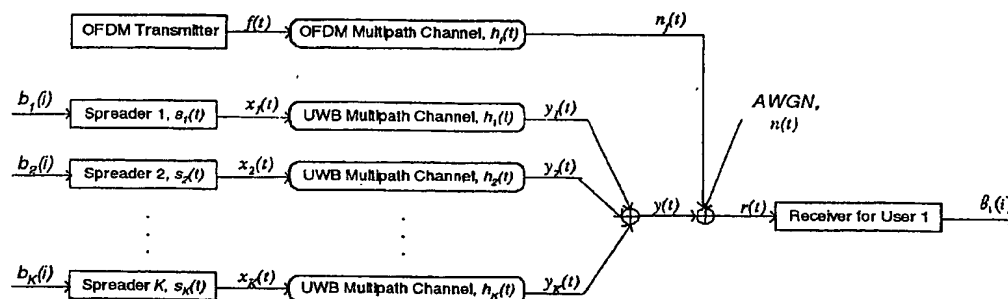 OFDM Transmitter f(t) OFDM Multipath Channel, h_f(t) n_f(t)
AWGN,
n(t)
b_1(i) Spreader 1, s_1(t) x_1(t) UWB Multipath Channel, h_1(t) y_1(t)
b_2(i) Spreader 2, s_2(t) x_2(t) UWB Multipath Channel, h_2(t) y_2(t)
y(t) r(t) Receiver for User 1 β_1(i)
b_K(i) Spreader K, s_K(t) x_K(t) UWB Multipath Channel, h_K(t) y_K(t)